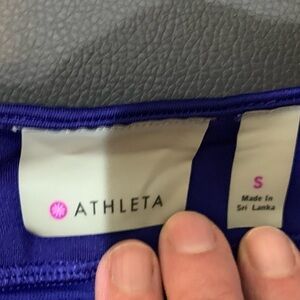 ATHLETA
S
Made In
Sri Lanka